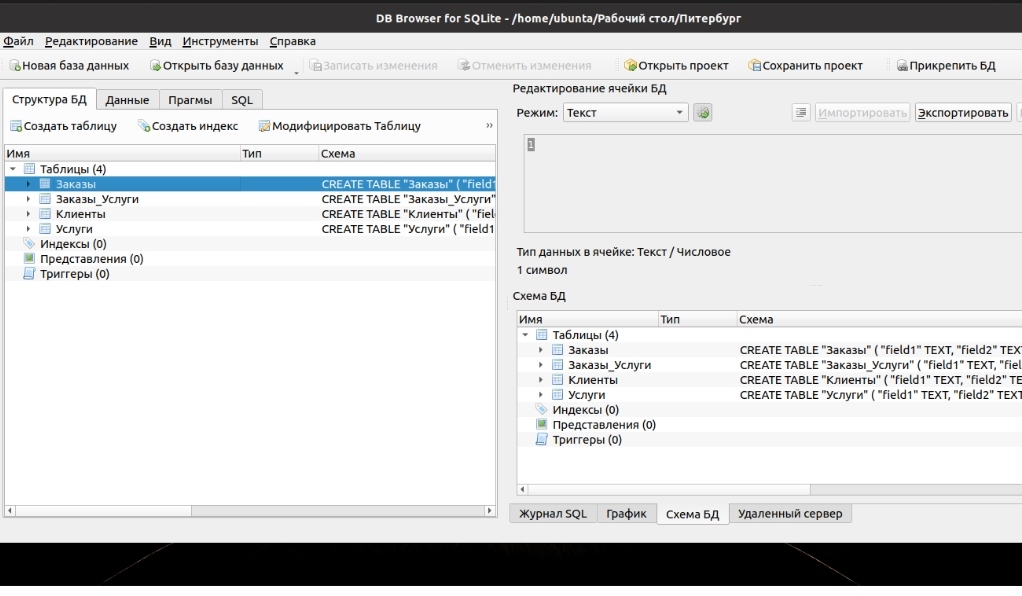 DB Browser for SQLite - /home/ubunta/Рабочий стол/Питербург
Файл Редактирование Вид Инструменты Справка
Новая база данных Открыть базу данных Записать изменения Отменить изменения Открыть проект Сохранить проект Прикрепить БД
Структура БД Данные Прагмы SQL
Создать таблицу Создать индекс Модифицировать Таблицу »
Имя Тип Схема
Таблицы (4)
Заказы CREATE TABLE "Заказы" ( "field1
Заказы_Услуги CREATE TABLE "Заказы_Услуги"
Клиенты CREATE TABLE "Клиенты" ( "fiel
Услуги CREATE TABLE "Услуги" ( "field1
Индексы (0)
Представления (0)
Триггеры (0)
Редактирование ячейки БД
Режим: Текст Импортировать Экспортировать
1
Тип данных в ячейке: Текст / Числовое
1 символ
Схема БД
Имя Тип Схема
Таблицы (4)
Заказы CREATE TABLE "Заказы" ( "field1" TEXT, "field2" TEX
Заказы_Услуги CREATE TABLE "Заказы_Услуги" ( "field1" TEXT, "fiel
Клиенты CREATE TABLE "Клиенты" ( "field1" TEXT, "field2" TE
Услуги CREATE TABLE "Услуги" ( "field1" TEXT, "field2" TEXT
Индексы (0)
Представления (0)
Триггеры (0)
Журнал SQL График Схема БД Удаленный сервер